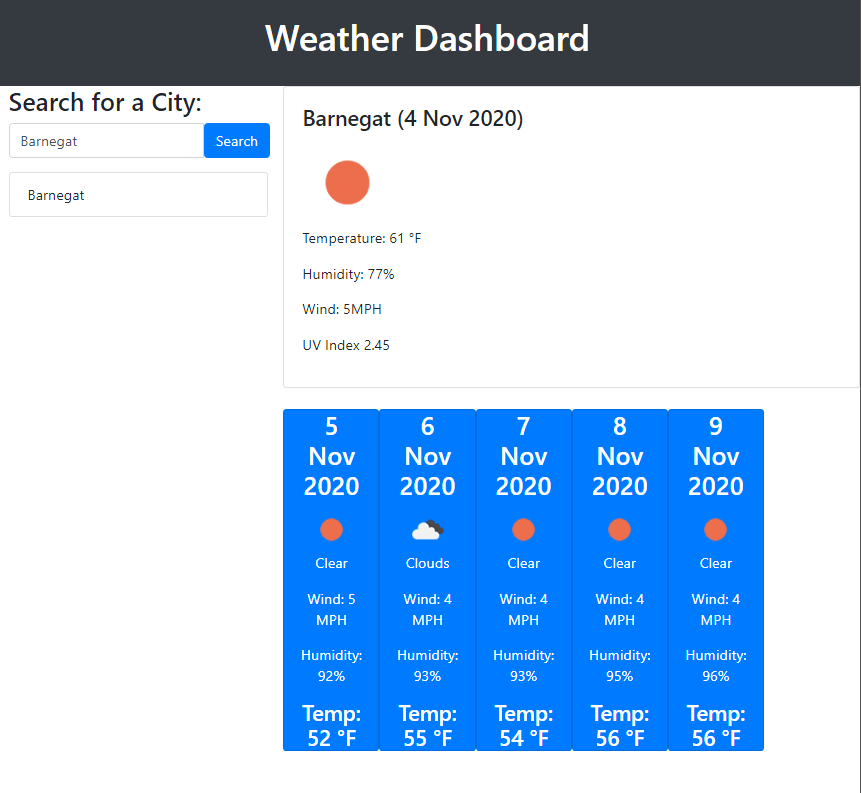 Weather Dashboard
Search for a City:
Barnegat
Search
Barnegat
Barnegat (4 Nov 2020)
Temperature: 61 °F
Humidity: 77%
Wind: 5MPH
UV Index 2.45
5
Nov
2020
Clear
Wind: 5
MPH
Humidity:
92%
Temp:
52 °F
6
Nov
2020
Clouds
Wind: 4
MPH
Humidity:
93%
Temp:
55 °F
7
Nov
2020
Clear
Wind: 4
MPH
Humidity:
93%
Temp:
54 °F
8
Nov
2020
Clear
Wind: 4
MPH
Humidity:
95%
Temp:
56 °F
9
Nov
2020
Clear
Wind: 4
MPH
Humidity:
96%
Temp:
56 °F